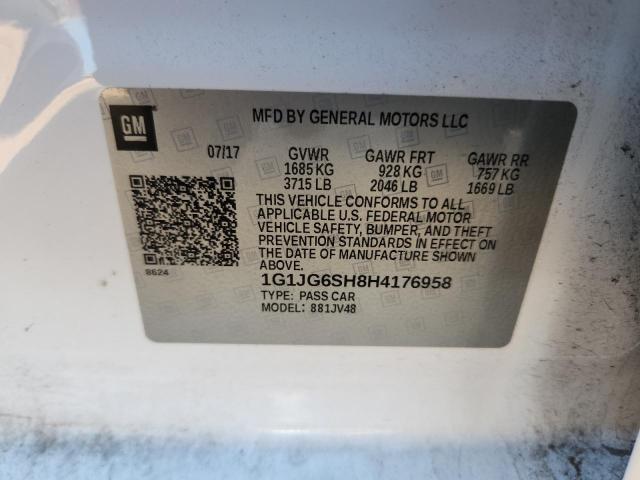 GM
MFD BY GENERAL MOTORS LLC
07/17 GVWR GAWR FRT GAWR RR
1685 KG 928 KG 757 KG
3715 LB 2046 LB 1669 LB
THIS VEHICLE CONFORMS TO ALL
APPLICABLE U.S. FEDERAL MOTOR
VEHICLE SAFETY, BUMPER, AND THEFT
PREVENTION STANDARDS IN EFFECT ON
THE DATE OF MANUFACTURE SHOWN
ABOVE.
8624
1G1JG6SH8H4176958
TYPE: PASS CAR
MODEL: 881JV48